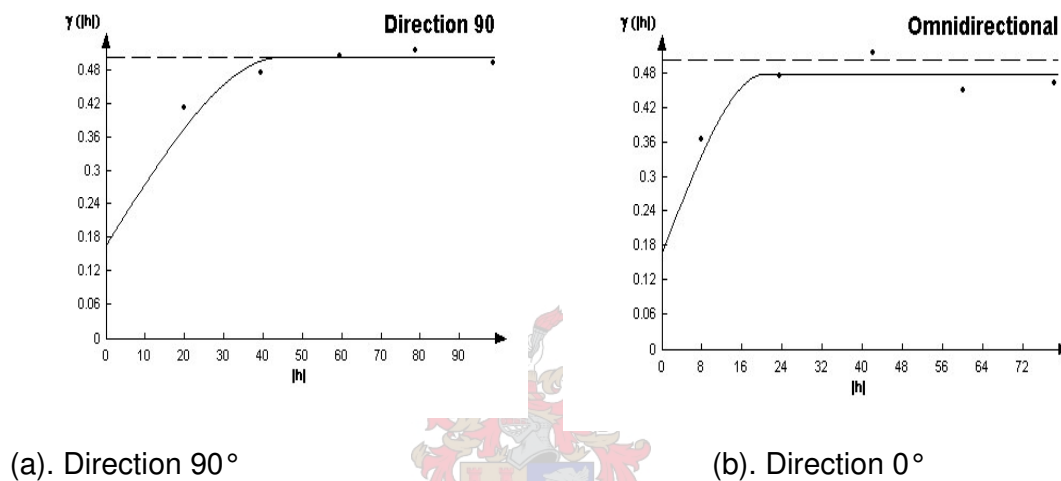 γ (|h|)
Direction 90
0.48
0.42
0.36
0.3
0.24
0.18
0.12
0.06
0
0 10 20 30 40 50 60 70 80 90
|h|
γ (|h|)
Omnidirectional
0.48
0.42
0.36
0.3
0.24
0.18
0.12
0.06
0
0 8 16 24 32 40 48 56 64 72
|h|
(a). Direction 90°
(b). Direction 0°